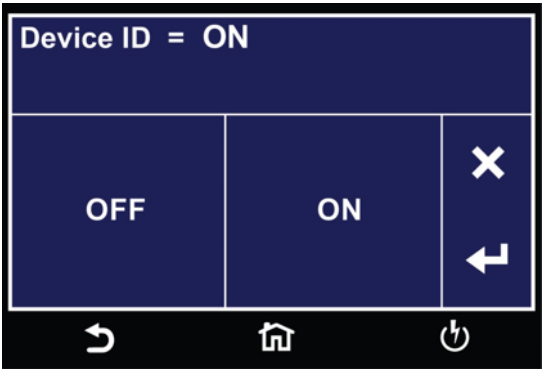 Device ID = ON
OFF
ON